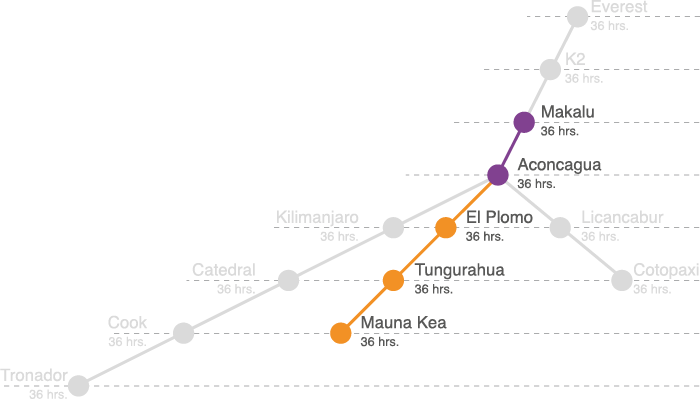 Everest
36 hrs.
K2
36 hrs.
Makalu
36 hrs.
Aconcagua
36 hrs.
Kilimanjaro
36 hrs.
El Plomo
36 hrs.
Licancabur
36 hrs.
Catedral
36 hrs.
Tungurahua
36 hrs.
Cotopaxi
36 hrs.
Cook
36 hrs.
Mauna Kea
36 hrs.
Tronador
36 hrs.